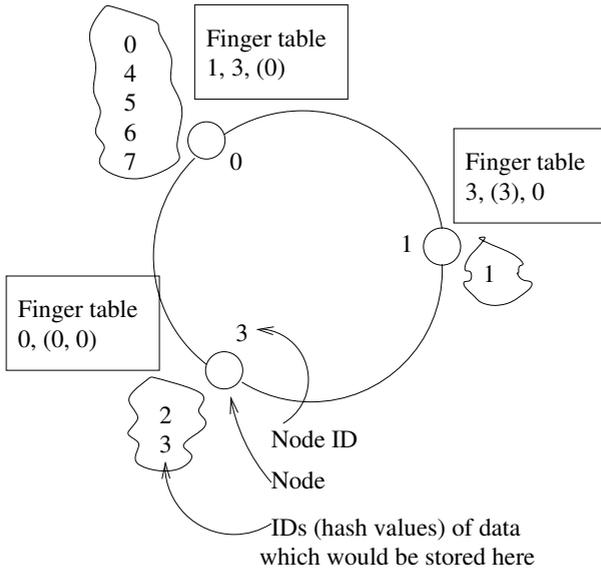 0
4
5
6
7
Finger table
1, 3, (0)
0
Finger table
3, (3), 0
1
1
Finger table
0, (0, 0)
3
2
3
Node ID
Node
IDs (hash values) of data
which would be stored here